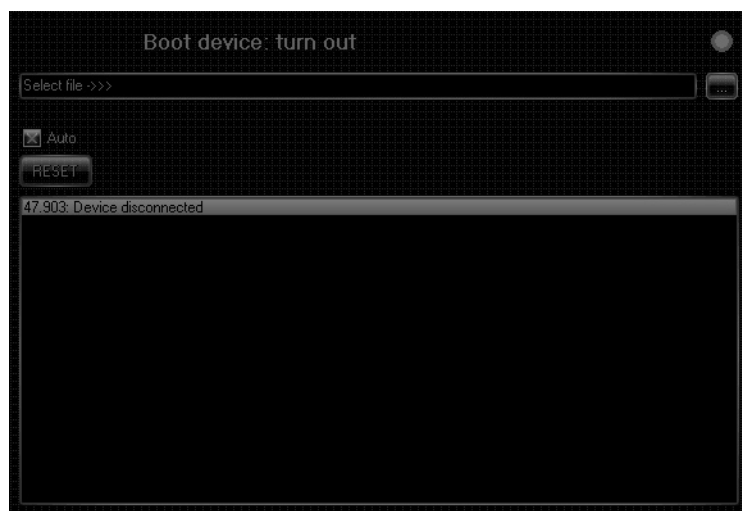 Boot device: turn out
Select file ->>>
...
Auto
RESET
47.903: Device disconnected